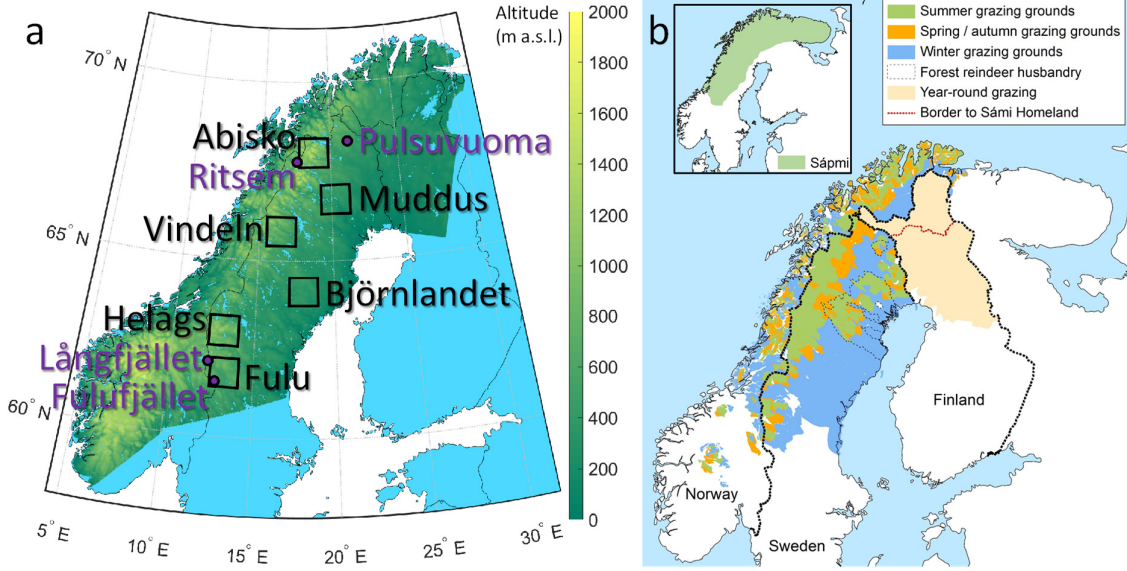 a
Altitude
(m a.s.l.)
2000
1800
1600
1400
1200
1000
800
600
400
200
0
70° N
65° N
60° N
5° E
10° E
15° E
20° E
25° E
30° E
Abisko
Pulsuvuoma
Ritsem
Muddus
Vindeln
Björnlandet
Helags
Långfjället
Fulu
Fulufjället
b
Sápmi
Summer grazing grounds
Spring / autumn grazing grounds
Winter grazing grounds
Forest reindeer husbandry
Year-round grazing
Border to Sámi Homeland
Finland
Norway
Sweden